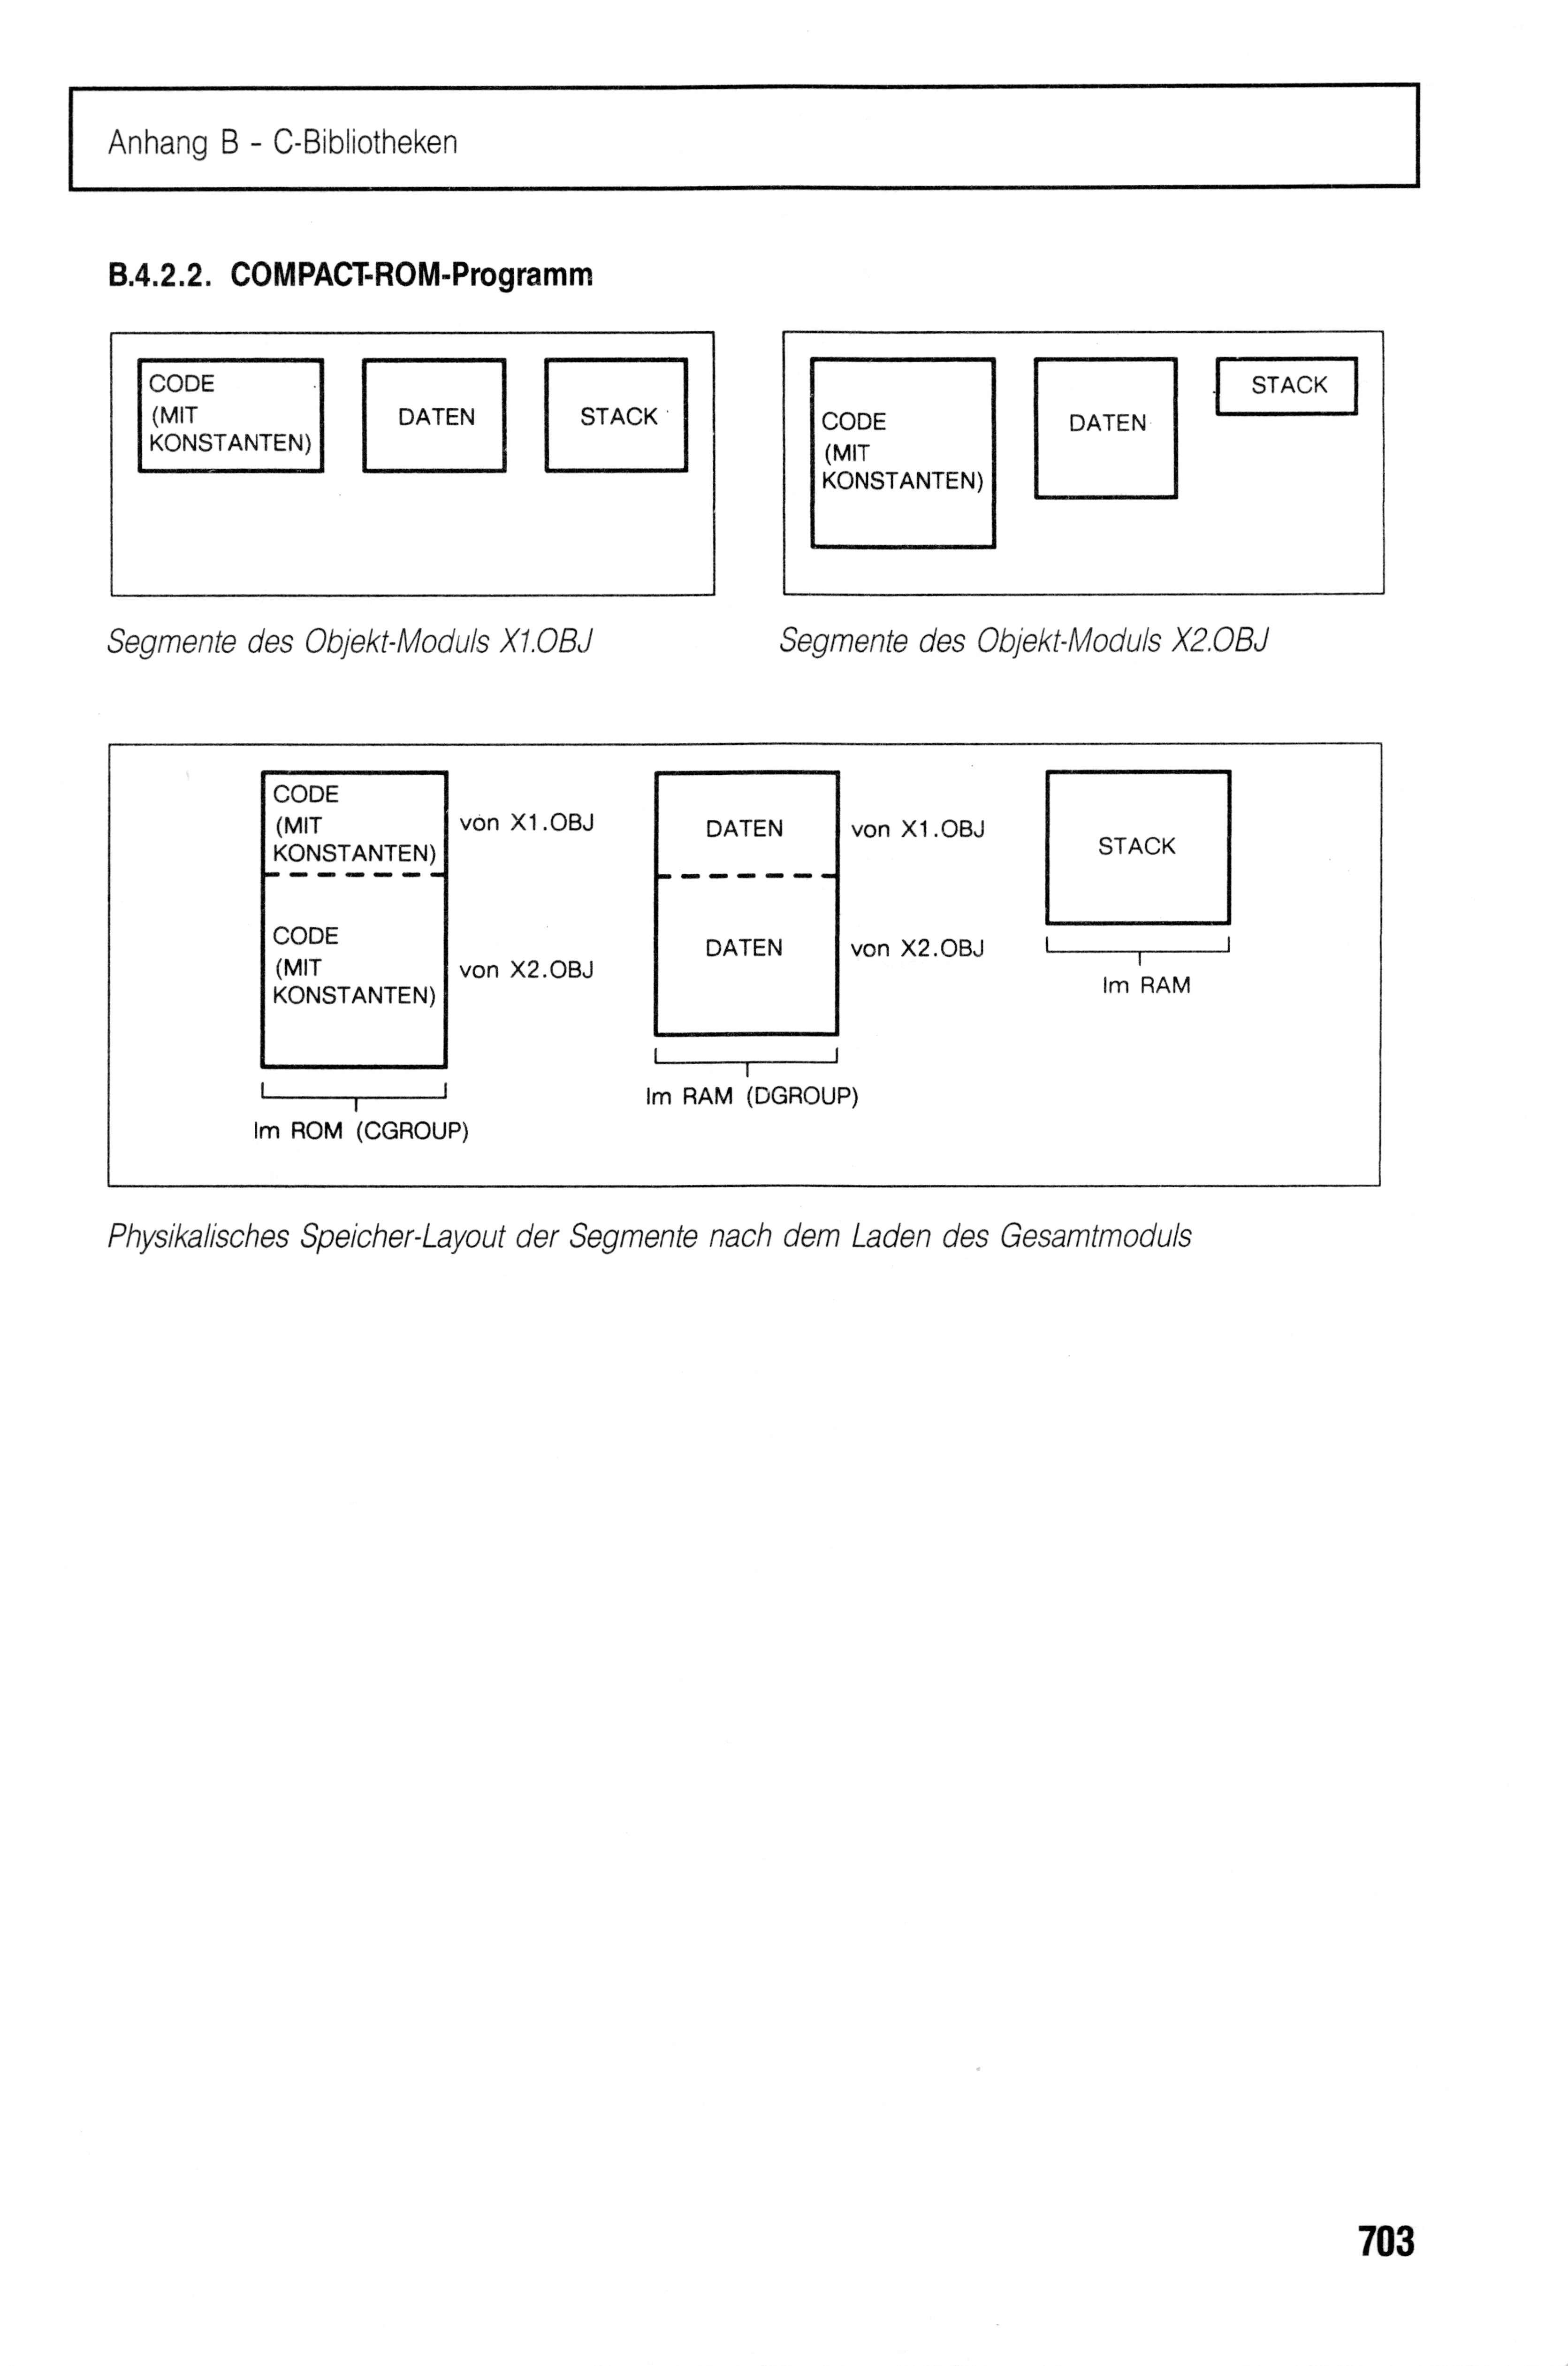 Anhang B - C-Bibliotheken
B.4.2.2. COMPACT-ROM-Programm
CODE
(MIT
KONSTANTEN)
DATEN
STACK
CODE
(MIT
KONSTANTEN)
DATEN
STACK
Segmente des Objekt-Moduls X1.OBJ
Segmente des Objekt-Moduls X2.OBJ
CODE
(MIT
KONSTANTEN)
von X1.OBJ
CODE
(MIT
KONSTANTEN)
von X2.OBJ
Im ROM (CGROUP)
DATEN
von X1.OBJ
DATEN
von X2.OBJ
Im RAM (DGROUP)
STACK
Im RAM
Physikalisches Speicher-Layout der Segmente nach dem Laden des Gesamtmoduls
703